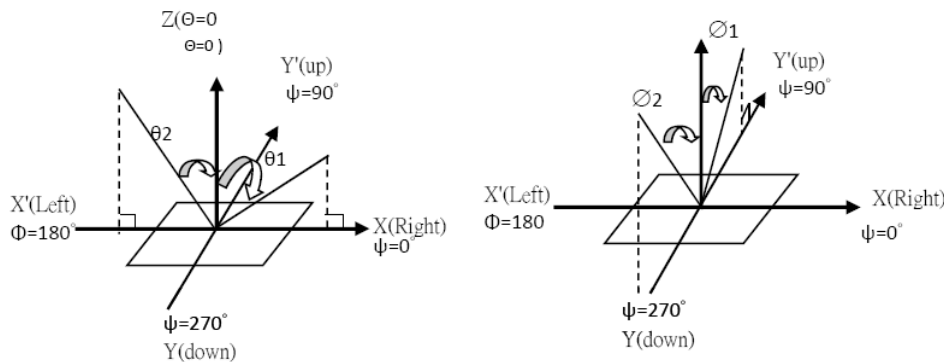 Z(Θ=0
Θ=0 )
Y'(up)
ψ=90°
θ2
θ1
X'(Left)
Φ=180°
X(Right)
ψ=0°
ψ=270°
Y(down)
∅1
Y'(up)
ψ=90°
∅2
X'(Left)
Φ=180
X(Right)
ψ=0°
ψ=270°
Y(down)